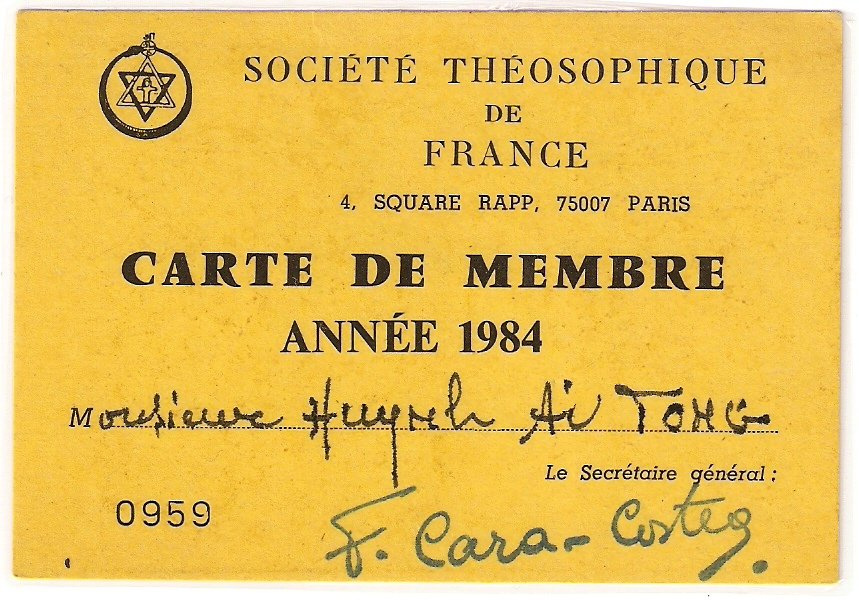 SOCIÉTÉ THÉOSOPHIQUE
DE
FRANCE
4, SQUARE RAPP, 75007 PARIS
CARTE DE MEMBRE
ANNÉE 1984
Monsieur Huynh Ai TONG
Le Secrétaire général :
0959
F. Cara-